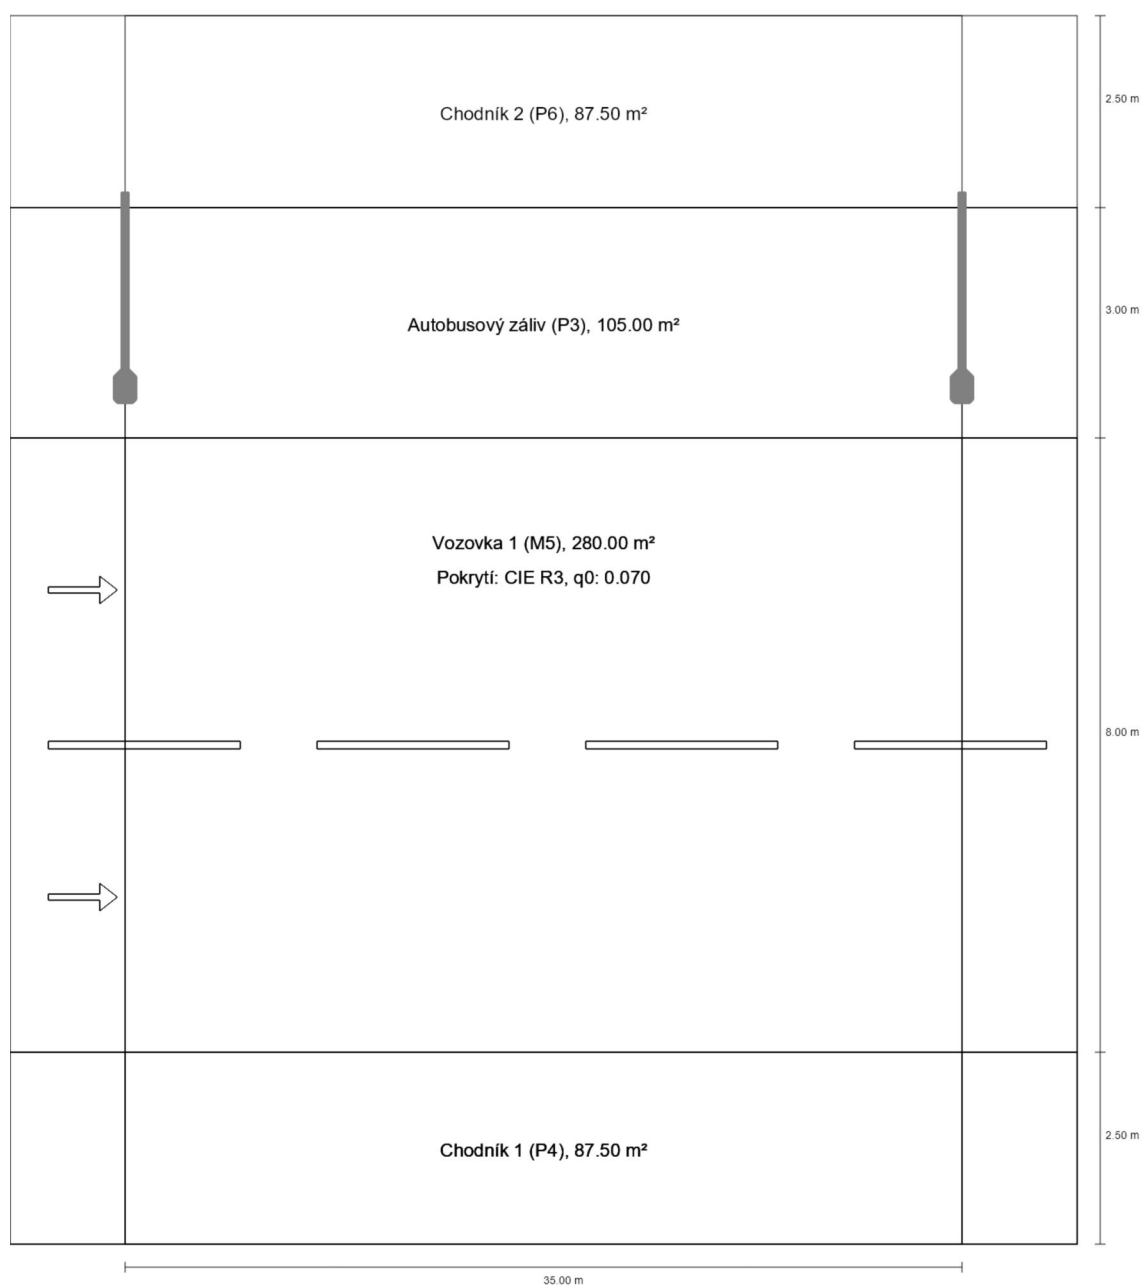 2.50 m
Chodník 2 (P6), 87.50 m²
3.00 m
Autobusový záliv (P3), 105.00 m²
Vozovka 1 (M5), 280.00 m²
Pokrytí: CIE R3, q0: 0.070
8.00 m
2.50 m
Chodník 1 (P4), 87.50 m²
35.00 m